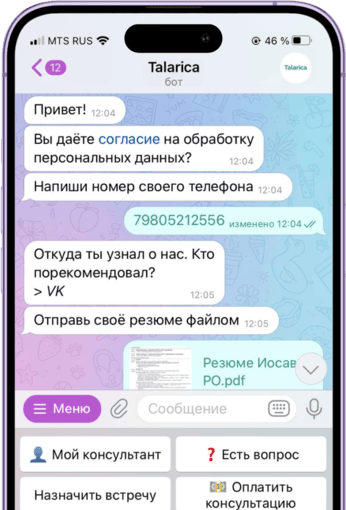 MTS RUS
46 %
12
Talarica
бот
Talarica
Привет! 12:04
Вы даёте согласие на обработку
персональных данных?
12:04
Напиши номер своего телефона 12:04
79805212556 изменено 12:04
Откуда ты узнал о нас. Кто
порекомендовал?
> VK
12:05
Отправь своё резюме файлом 12:05
Резюме Иосав
PO.pdf
Меню
Сообщение
Мой консультант
Есть вопрос
Назначить встречу
Оплатить
консультацию